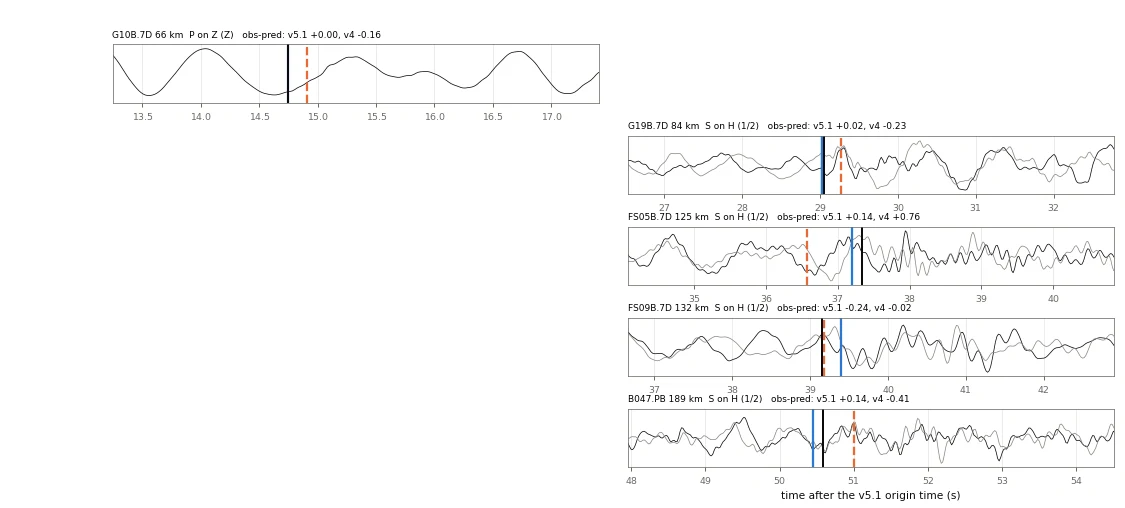 G10B.7D 66 km P on Z (Z) obs-pred: v5.1 +0.00, v4 -0.16
13.5 14.0 14.5 15.0 15.5 16.0 16.5 17.0
G19B.7D 84 km S on H (1/2) obs-pred: v5.1 +0.02, v4 -0.23
27 28 29 30 31 32
FS05B.7D 125 km S on H (1/2) obs-pred: v5.1 +0.14, v4 +0.76
35 36 37 38 39 40
FS09B.7D 132 km S on H (1/2) obs-pred: v5.1 -0.24, v4 -0.02
37 38 39 40 41 42
B047.PB 189 km S on H (1/2) obs-pred: v5.1 +0.14, v4 -0.41
48 49 50 51 52 53 54
time after the v5.1 origin time (s)